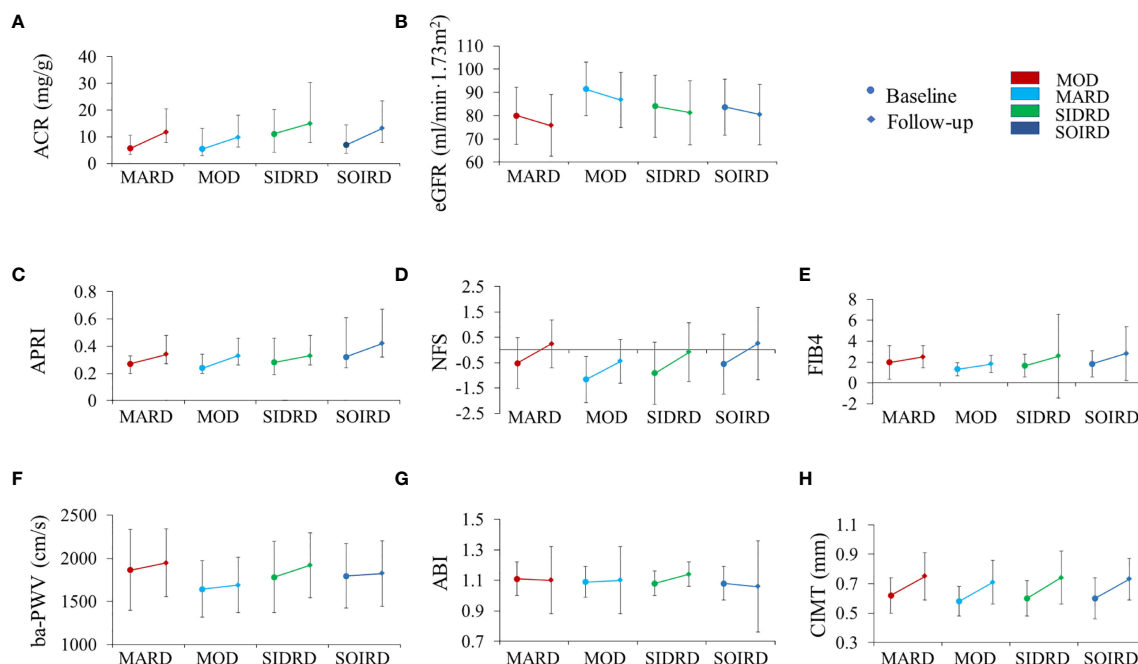 A
ACR (mg/g)
40
30
20
10
0
MARD MOD SIDRD SOIRD
B
eGFR (ml/min·1.73m²)
110
100
90
80
70
60
MARD MOD SIDRD SOIRD
Baseline
Follow-up
MOD
MARD
SIDRD
SOIRD
C
APRI
0.8
0.6
0.4
0.2
0
MARD MOD SIDRD SOIRD
D
NFS
2.5
1.5
0.5
-0.5
-1.5
-2.5
MARD MOD SIDRD SOIRD
E
FIB4
8
6
4
2
0
-2
MARD MOD SIDRD SOIRD
F
ba-PWV (cm/s)
2500
2000
1500
1000
MARD MOD SIDRD SOIRD
G
ABI
1.5
1.3
1.1
0.9
0.7
MARD MOD SIDRD SOIRD
H
CIMT (mm)
1.1
0.9
0.7
0.5
0.3
MARD MOD SIDRD SOIRD